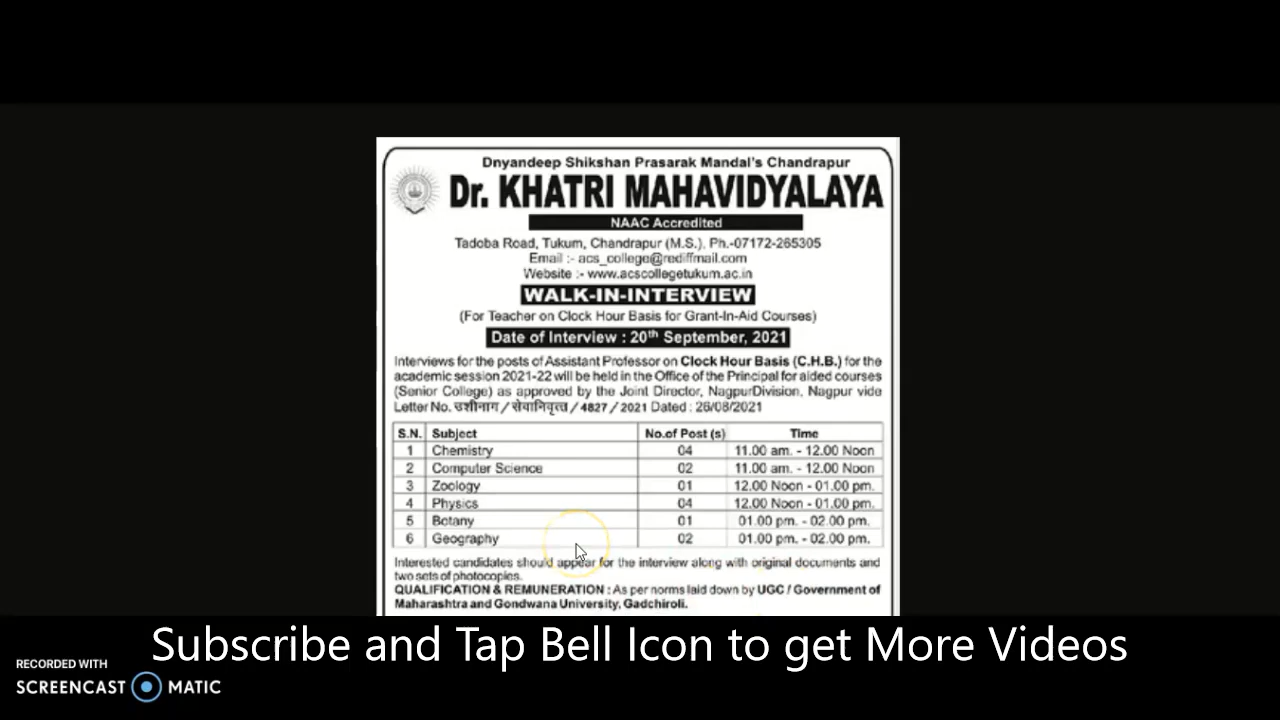 Dnyandeep Shikshan Prasarak Mandal's Chandrapur
Dr. KHATRI MAHAVIDYALAYA
NAAC Accredited
Tadoba Road, Tukum, Chandrapur (M.S.), Ph.-07172-265305
Email :- acs_college@rediffmail.com
Website :- www.acscollegetukum.ac.in
WALK-IN-INTERVIEW
(For Teacher on Clock Hour Basis for Grant-In-Aid Courses)
Date of Interview : 20th September, 2021
Interviews for the posts of Assistant Professor on Clock Hour Basis (C.H.B.) for the
academic session 2021-22 will be held in the Office of the Principal for aided courses
(Senior College) as approved by the Joint Director, NagpurDivision, Nagpur vide
Letter No. उशीनाग / सेवानिवृत्त / 4827 / 2021 Dated : 26/08/2021
S.N. Subject No.of Post (s) Time
1 Chemistry 04 11.00 am. - 12.00 Noon
2 Computer Science 02 11.00 am. - 12.00 Noon
3 Zoology 01 12.00 Noon - 01.00 pm.
4 Physics 04 12.00 Noon - 01.00 pm.
5 Botany 01 01.00 pm. - 02.00 pm.
6 Geography 02 01.00 pm. - 02.00 pm.
Interested candidates should appear for the interview along with original documents and
two sets of photocopies.
QUALIFICATION & REMUNERATION : As per norms laid down by UGC / Government of
Maharashtra and Gondwana University, Gadchiroli.
Subscribe and Tap Bell Icon to get More Videos
RECORDED WITH
SCREENCAST MATIC